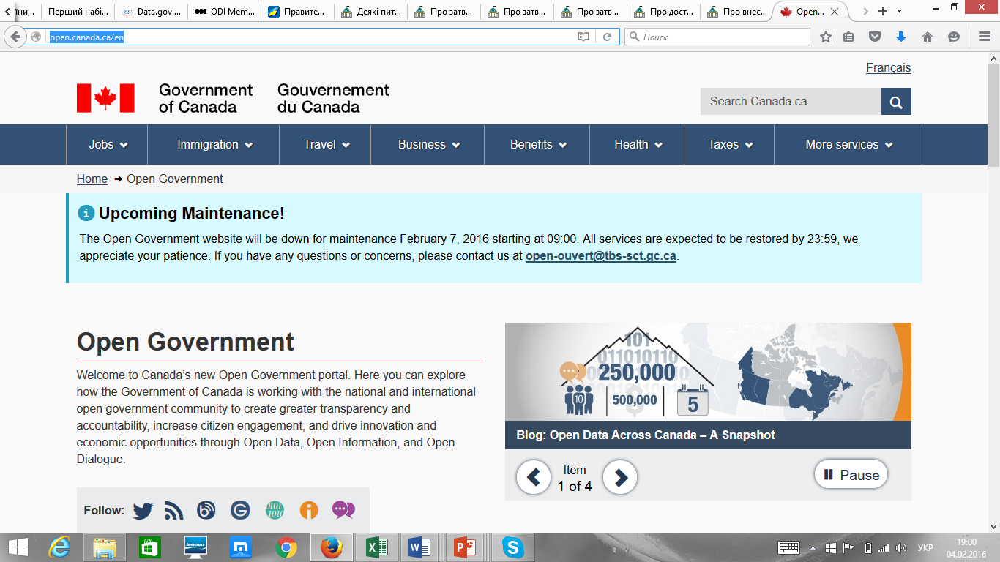 їни...
Перший набі...
Data.gov....
ODI Mem...
Правите...
Деякі пит...
Про затв...
Про затв...
Про затв...
Про дост...
Про внес...
Open...
open.canada.ca/en
Поиск
Français
Government of Canada
Gouvernement du Canada
Search Canada.ca
Jobs
Immigration
Travel
Business
Benefits
Health
Taxes
More services
Home
Open Government
Upcoming Maintenance!
The Open Government website will be down for maintenance February 7, 2016 starting at 09:00. All services are expected to be restored by 23:59, we
appreciate your patience. If you have any questions or concerns, please contact us at open-ouvert@tbs-sct.gc.ca.
Open Government
Welcome to Canada's new Open Government portal. Here you can explore
how the Government of Canada is working with the national and international
open government community to create greater transparency and
accountability, increase citizen engagement, and drive innovation and
economic opportunities through Open Data, Open Information, and Open
Dialogue.
Follow:
101
011010110
250,000
10
500,000
5
Blog: Open Data Across Canada – A Snapshot
Item
1 of 4
Pause
lenovo
УКР
19:00
04.02.2016